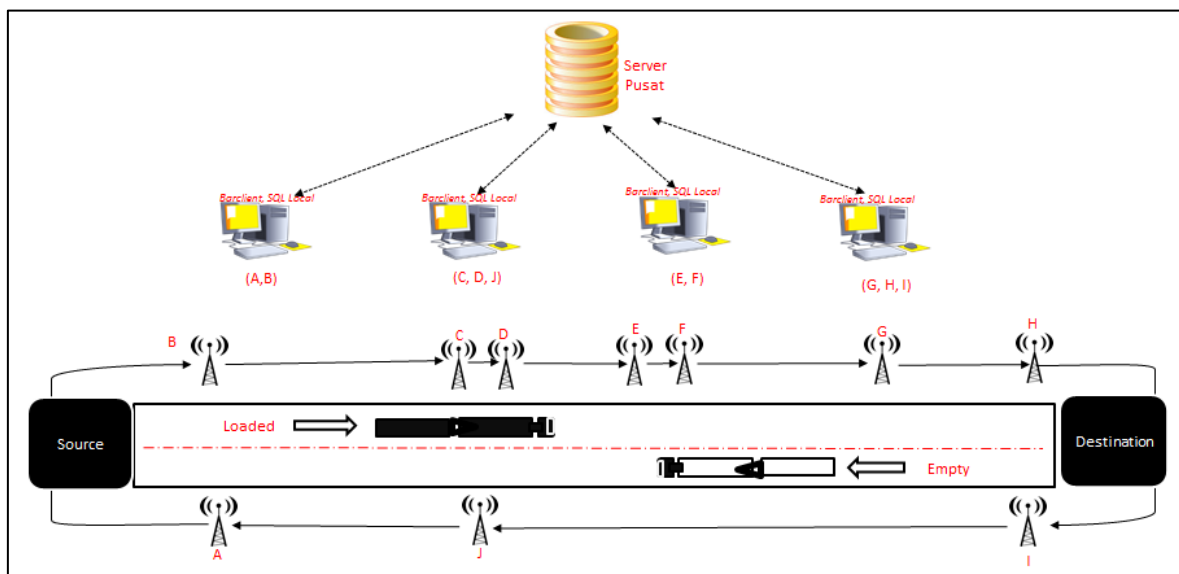 Server
Pusat
Barclient, SQL Local
Barclient, SQL Local
Barclient, SQL Local
Barclient, SQL Local
(A,B)
(C, D, J)
(E, F)
(G, H, I)
B
C
D
E
F
G
H
Source
Loaded
Destination
Empty
A
J
I